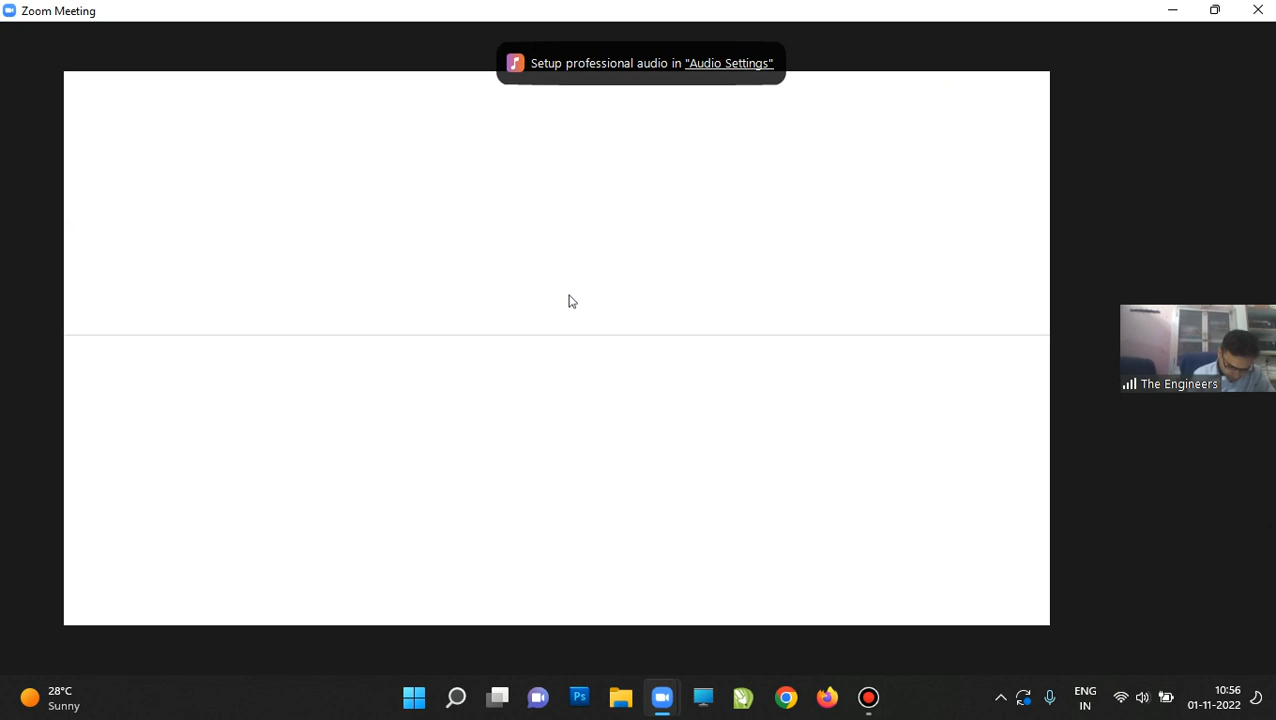 Zoom Meeting
Setup professional audio in "Audio Settings"
The Engineers
28°C
Sunny
Ps
ENG
IN
10:56
01-11-2022